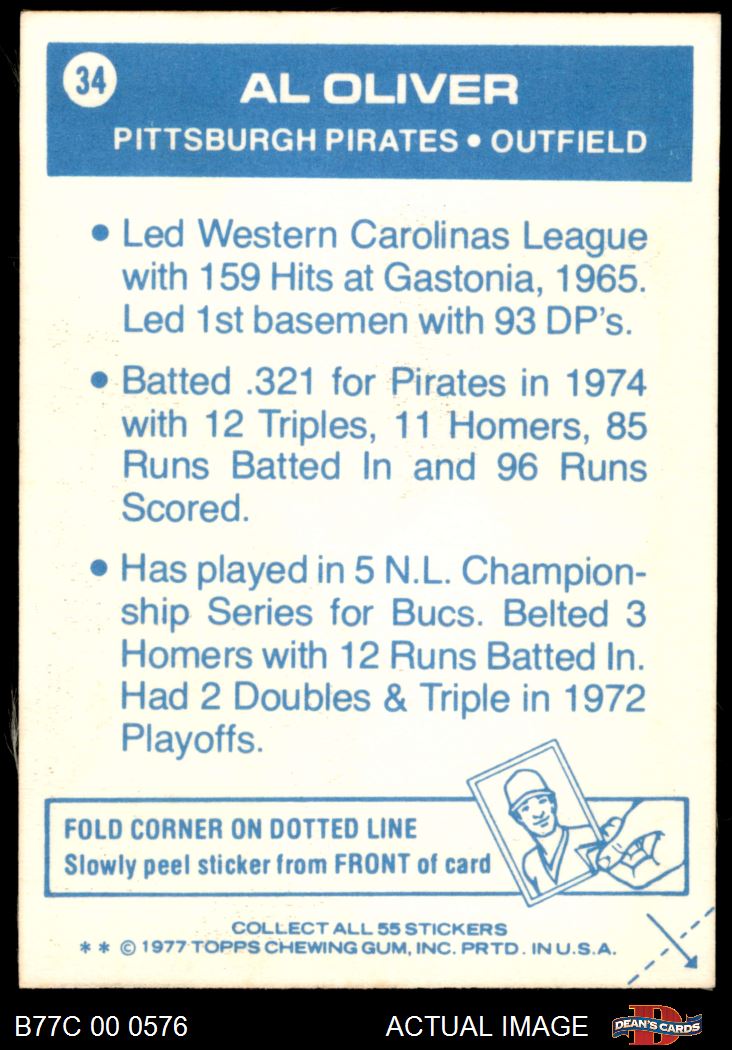 34
AL OLIVER
PITTSBURGH PIRATES • OUTFIELD
• Led Western Carolinas League
with 159 Hits at Gastonia, 1965.
Led 1st basemen with 93 DP's.
• Batted .321 for Pirates in 1974
with 12 Triples, 11 Homers, 85
Runs Batted In and 96 Runs
Scored.
• Has played in 5 N.L. Champion-
ship Series for Bucs. Belted 3
Homers with 12 Runs Batted In.
Had 2 Doubles & Triple in 1972
Playoffs.
FOLD CORNER ON DOTTED LINE
Slowly peel sticker from FRONT of card
COLLECT ALL 55 STICKERS
* * © 1977 TOPPS CHEWING GUM, INC. PRTD. IN U.S.A.
B77C 00 0576 ACTUAL IMAGE D DEAN'S CARDS